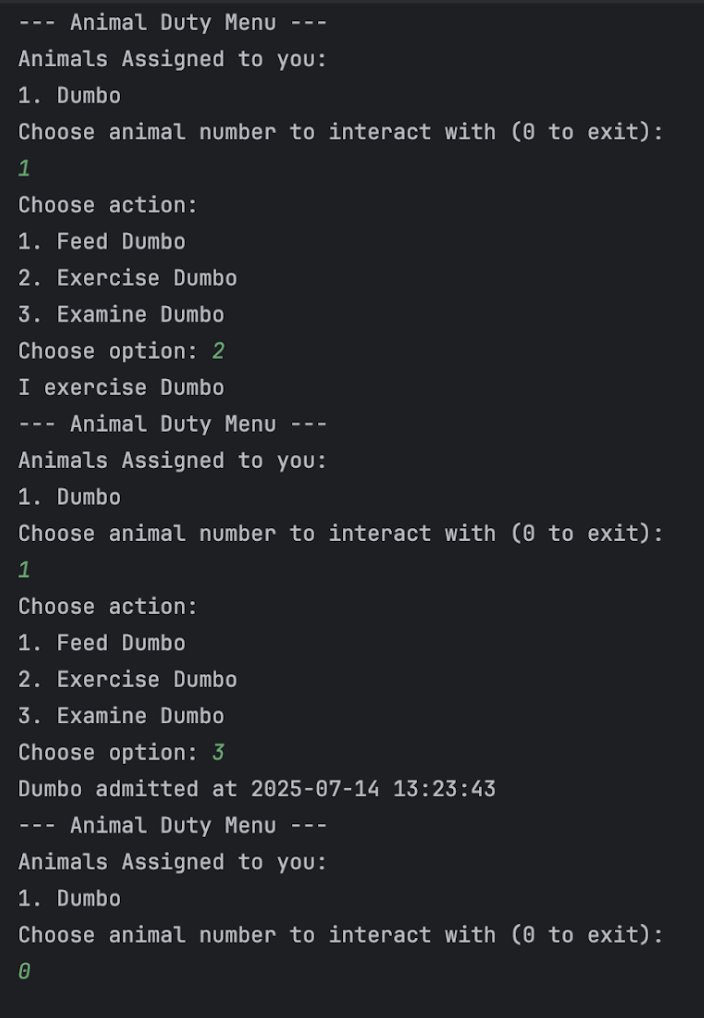 --- Animal Duty Menu ---
Animals Assigned to you:
1. Dumbo
Choose animal number to interact with (0 to exit):
1
Choose action:
1. Feed Dumbo
2. Exercise Dumbo
3. Examine Dumbo
Choose option: 2
I exercise Dumbo
--- Animal Duty Menu ---
Animals Assigned to you:
1. Dumbo
Choose animal number to interact with (0 to exit):
1
Choose action:
1. Feed Dumbo
2. Exercise Dumbo
3. Examine Dumbo
Choose option: 3
Dumbo admitted at 2025-07-14 13:23:43
--- Animal Duty Menu ---
Animals Assigned to you:
1. Dumbo
Choose animal number to interact with (0 to exit):
0